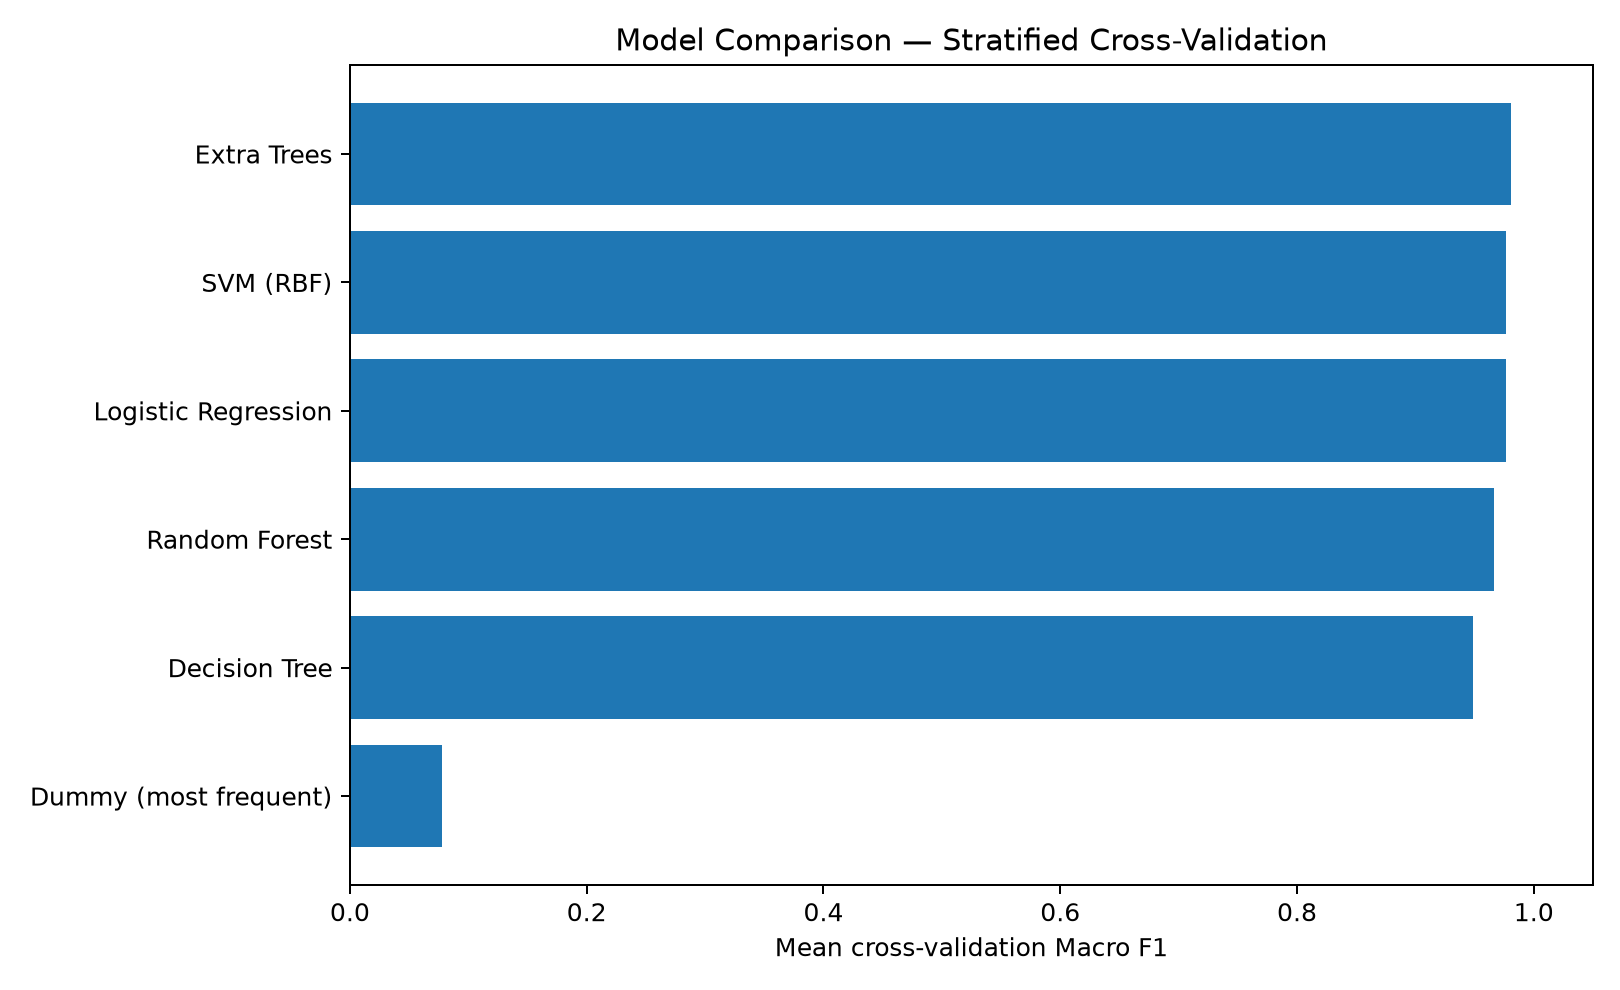 Model Comparison — Stratified Cross-Validation
Extra Trees
SVM (RBF)
Logistic Regression
Random Forest
Decision Tree
Dummy (most frequent)
0.0 0.2 0.4 0.6 0.8 1.0
Mean cross-validation Macro F1